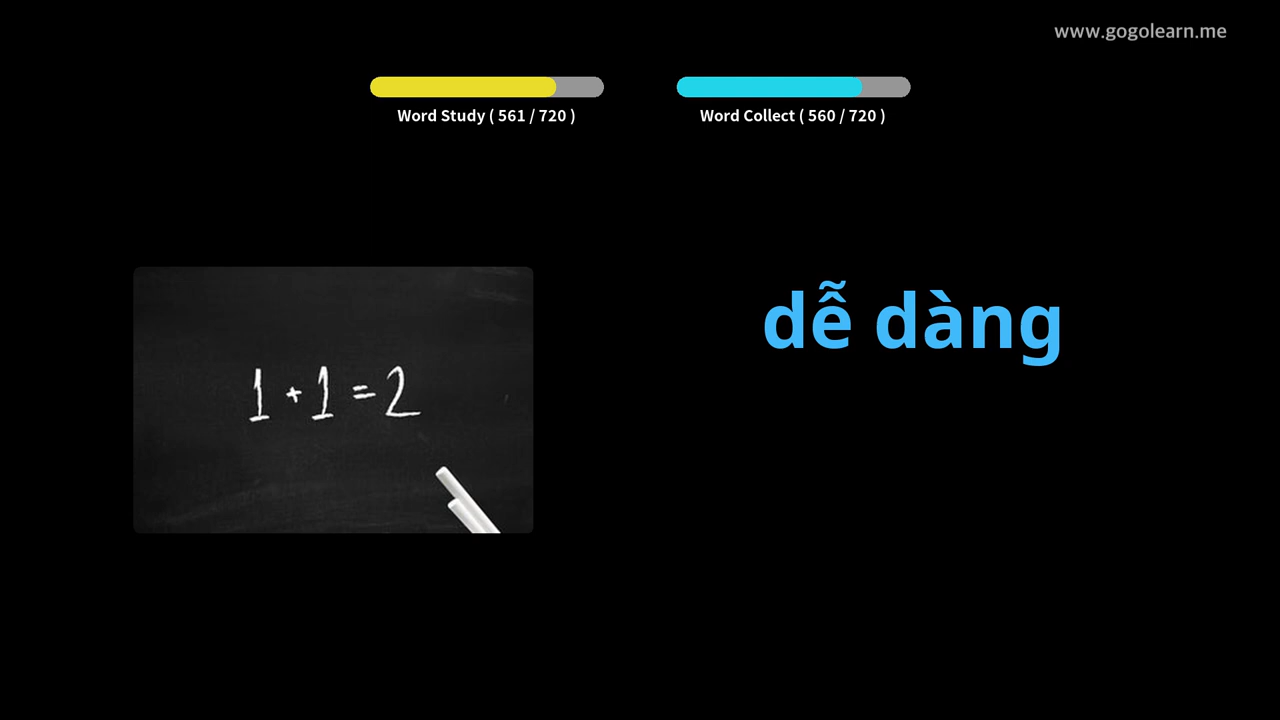 www.gogolearn.me
Word Study ( 561 / 720 )
Word Collect ( 560 / 720 )
dễ dàng
1 + 1 = 2